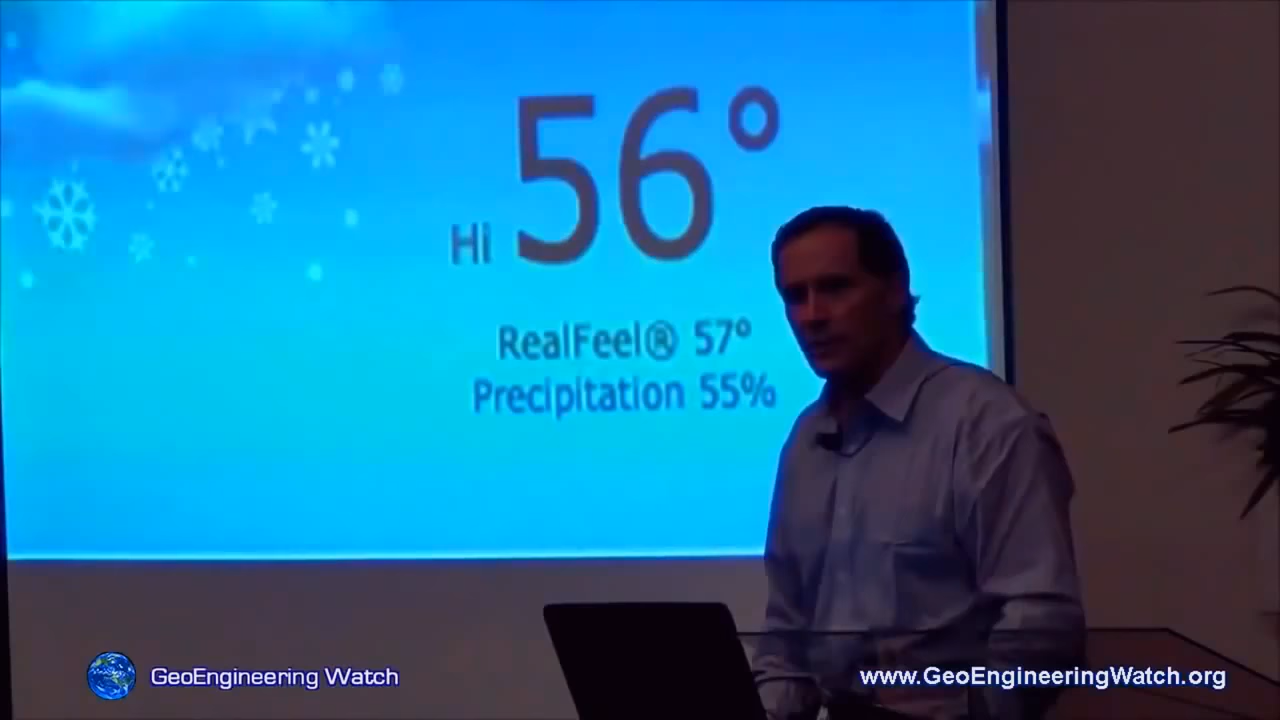 56°
Hi
RealFeel® 57°
Precipitation 55%
GeoEngineering Watch
www.GeoEngineeringWatch.org